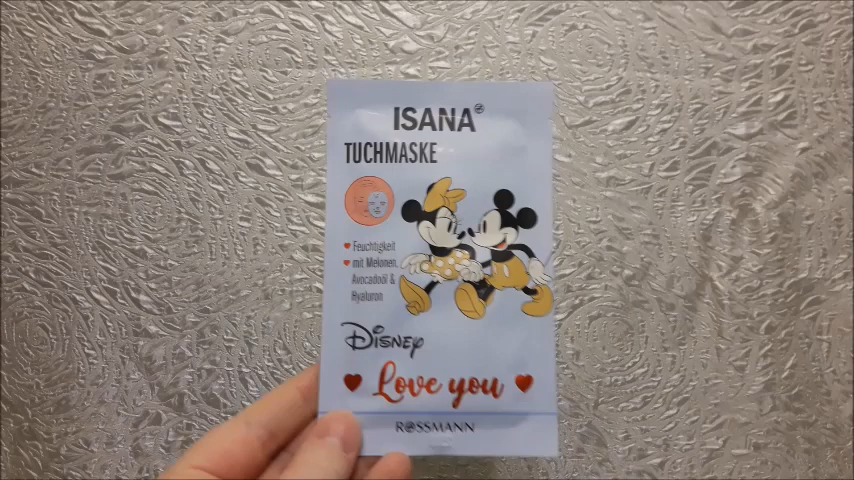 ISANA
TUCHMASKE
Feuchtigkeit
mit Melonen,
Avocadoöl &
Hyaluron
Disney
Love you
ROSSMANN